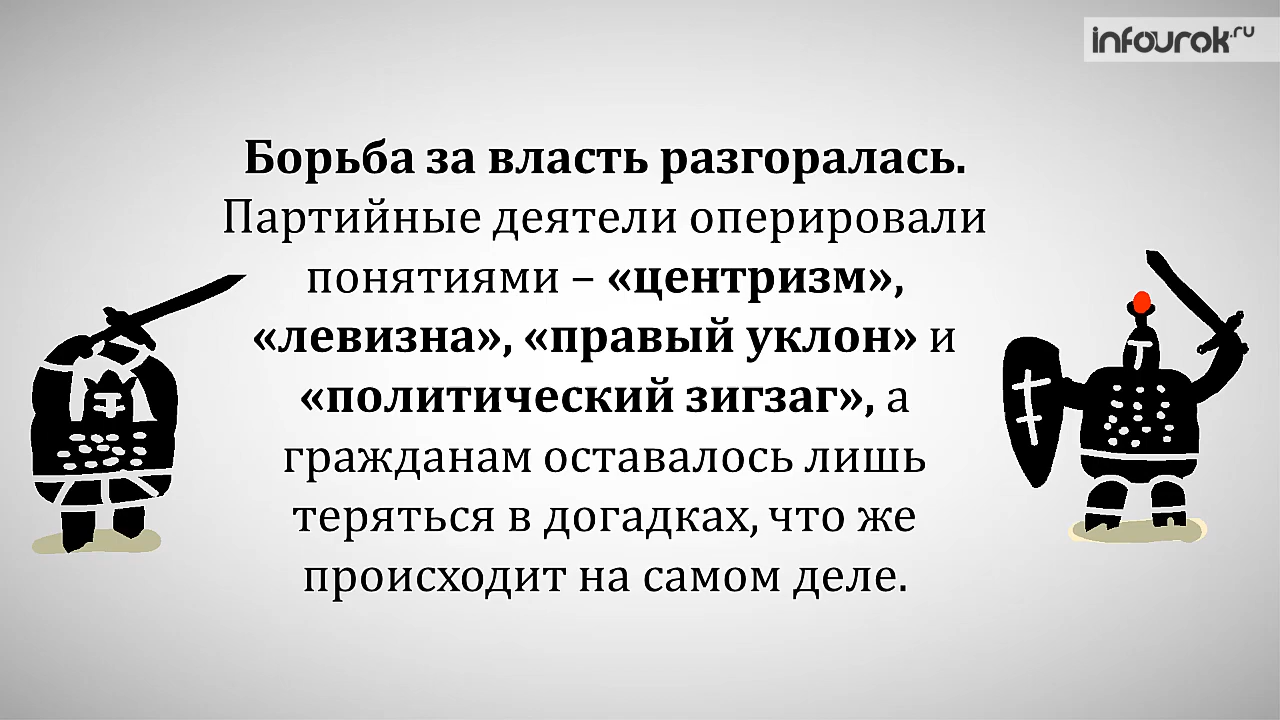 infourok.ru
Борьба за власть разгоралась.
Партийные деятели оперировали
понятиями – «центризм»,
«левизна», «правый уклон» и
«политический зигзаг», а
гражданам оставалось лишь
теряться в догадках, что же
происходит на самом деле.